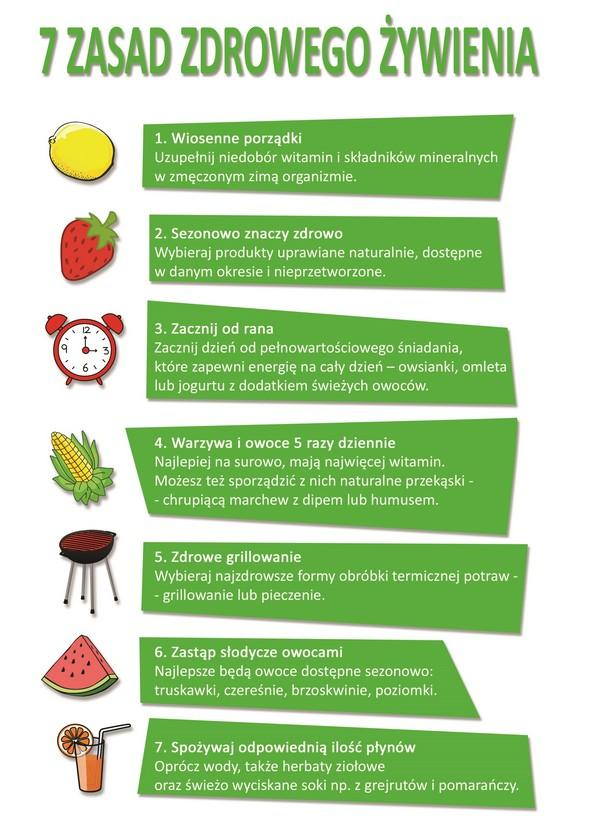 7 ZASAD ZDROWEGO ŻYWIENIA
1. Wiosenne porządki
Uzupełnij niedobór witamin i składników mineralnych
w zmęczonym zimą organizmie.
2. Sezonowo znaczy zdrowo
Wybieraj produkty uprawiane naturalnie, dostępne
w danym okresie i nieprzetworzone.
12
9 3
6
3. Zacznij od rana
Zacznij dzień od pełnowartościowego śniadania,
które zapewni energię na cały dzień – owsianki, omleta
lub jogurtu z dodatkiem świeżych owoców.
4. Warzywa i owoce 5 razy dziennie
Najlepiej na surowo, mają najwięcej witamin.
Możesz też sporządzić z nich naturalne przekąski -
- chrupiącą marchew z dipem lub humusem.
5. Zdrowe grillowanie
Wybieraj najzdrowsze formy obróbki termicznej potraw -
- grillowanie lub pieczenie.
6. Zastąp słodycze owocami
Najlepsze będą owoce dostępne sezonowo:
truskawki, czereśnie, brzoskwinie, poziomki.
7. Spożywaj odpowiednią ilość płynów
Oprócz wody, także herbaty ziołowe
oraz świeżo wyciskane soki np. z grejrutów i pomarańczy.